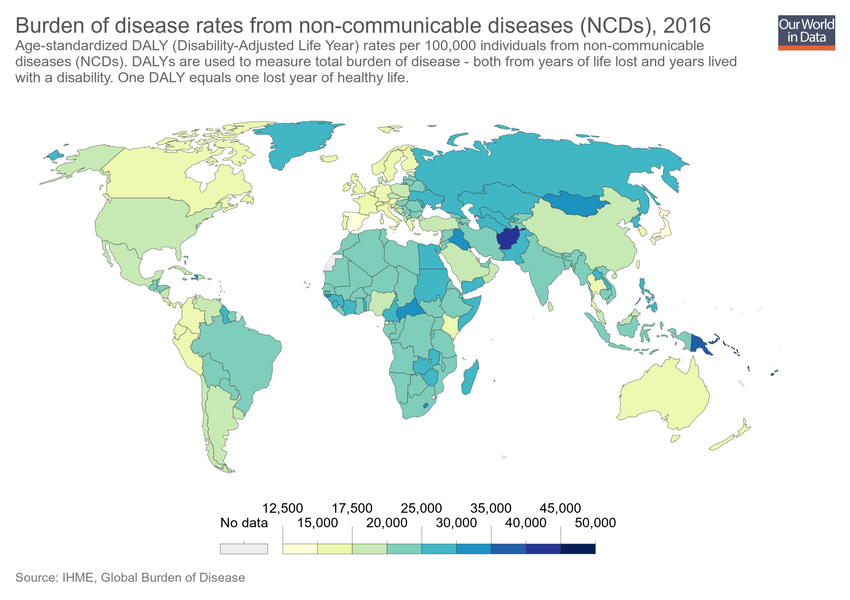 Burden of disease rates from non-communicable diseases (NCDs), 2016
Our World
in Data
Age-standardized DALY (Disability-Adjusted Life Year) rates per 100,000 individuals from non-communicable
diseases (NCDs). DALYs are used to measure total burden of disease - both from years of life lost and years lived
with a disability. One DALY equals one lost year of healthy life.
12,500 17,500 25,000 35,000 45,000
No data 15,000 20,000 30,000 40,000 50,000
Source: IHME, Global Burden of Disease